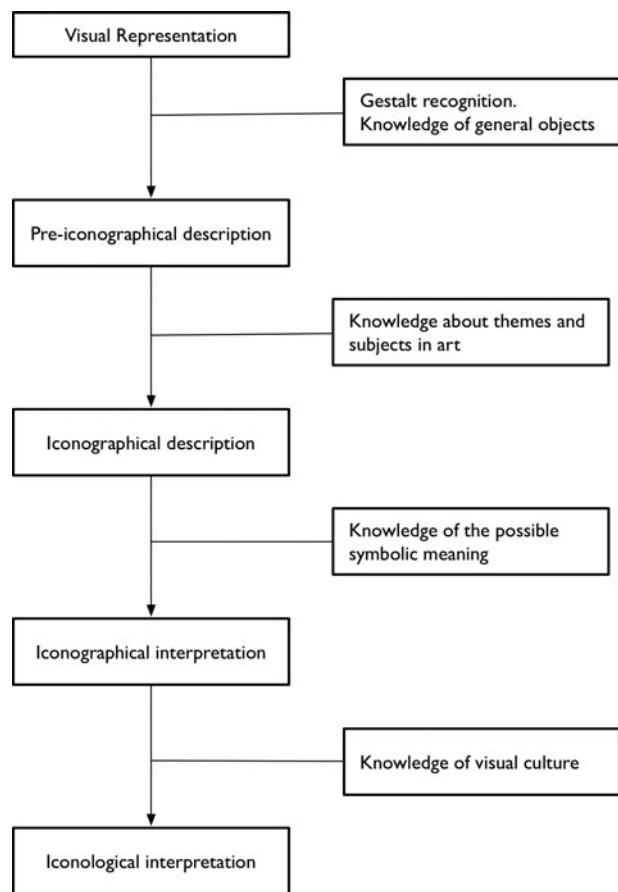 Visual Representation
Gestalt recognition.
Knowledge of general objects
Pre-iconographical description
Knowledge about themes and
subjects in art
Iconographical description
Knowledge of the possible
symbolic meaning
Iconographical interpretation
Knowledge of visual culture
Iconological interpretation